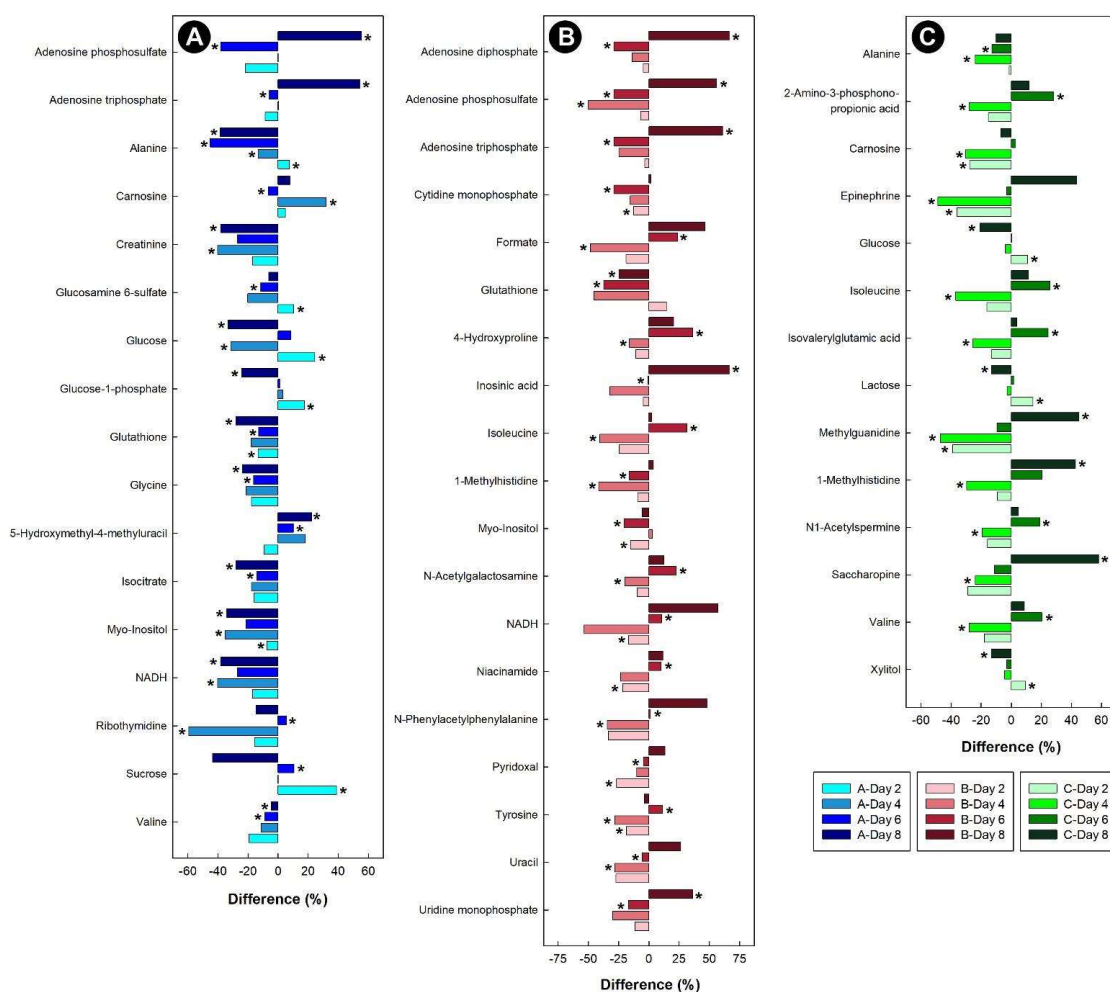 A
Adenosine phosphosulfate
*
*
Adenosine triphosphate
*
*
Alanine
*
*
*
*
Carnosine
*
*
Creatinine
*
*
Glucosamine 6-sulfate
*
*
Glucose
*
*
*
Glucose-1-phosphate
*
*
Glutathione
*
*
*
Glycine
*
*
5-Hydroxymethyl-4-methyluracil
*
*
Isocitrate
*
*
Myo-Inositol
*
*
*
NADH
*
*
Ribothymidine
*
*
Sucrose
*
*
Valine
*
*
-60 -40 -20 0 20 40 60
Difference (%)
B
Adenosine diphosphate
*
*
Adenosine phosphosulfate
*
*
*
Adenosine triphosphate
*
*
Cytidine monophosphate
*
*
Formate
*
*
Glutathione
*
*
4-Hydroxyproline
*
*
Inosinic acid
*
*
Isoleucine
*
*
1-Methylhistidine
*
*
Myo-Inositol
*
*
N-Acetylgalactosamine
*
*
NADH
*
*
Niacinamide
*
*
N-Phenylacetylphenylalanine
*
*
Pyridoxal
*
*
Tyrosine
*
*
*
Uracil
*
*
Uridine monophosphate
*
*
-75 -50 -25 0 25 50 75
Difference (%)
C
Alanine
*
*
2-Amino-3-phosphono-
propionic acid
*
*
Carnosine
*
*
Epinephrine
*
*
Glucose
*
*
Isoleucine
*
*
Isovalerylglutamic acid
*
*
Lactose
*
*
Methylguanidine
*
*
*
1-Methylhistidine
*
*
N1-Acetylspermine
*
*
Saccharopine
*
*
Valine
*
*
Xylitol
*
*
-60 -40 -20 0 20 40 60
Difference (%)
A-Day 2
A-Day 4
A-Day 6
A-Day 8
B-Day 2
B-Day 4
B-Day 6
B-Day 8
C-Day 2
C-Day 4
C-Day 6
C-Day 8